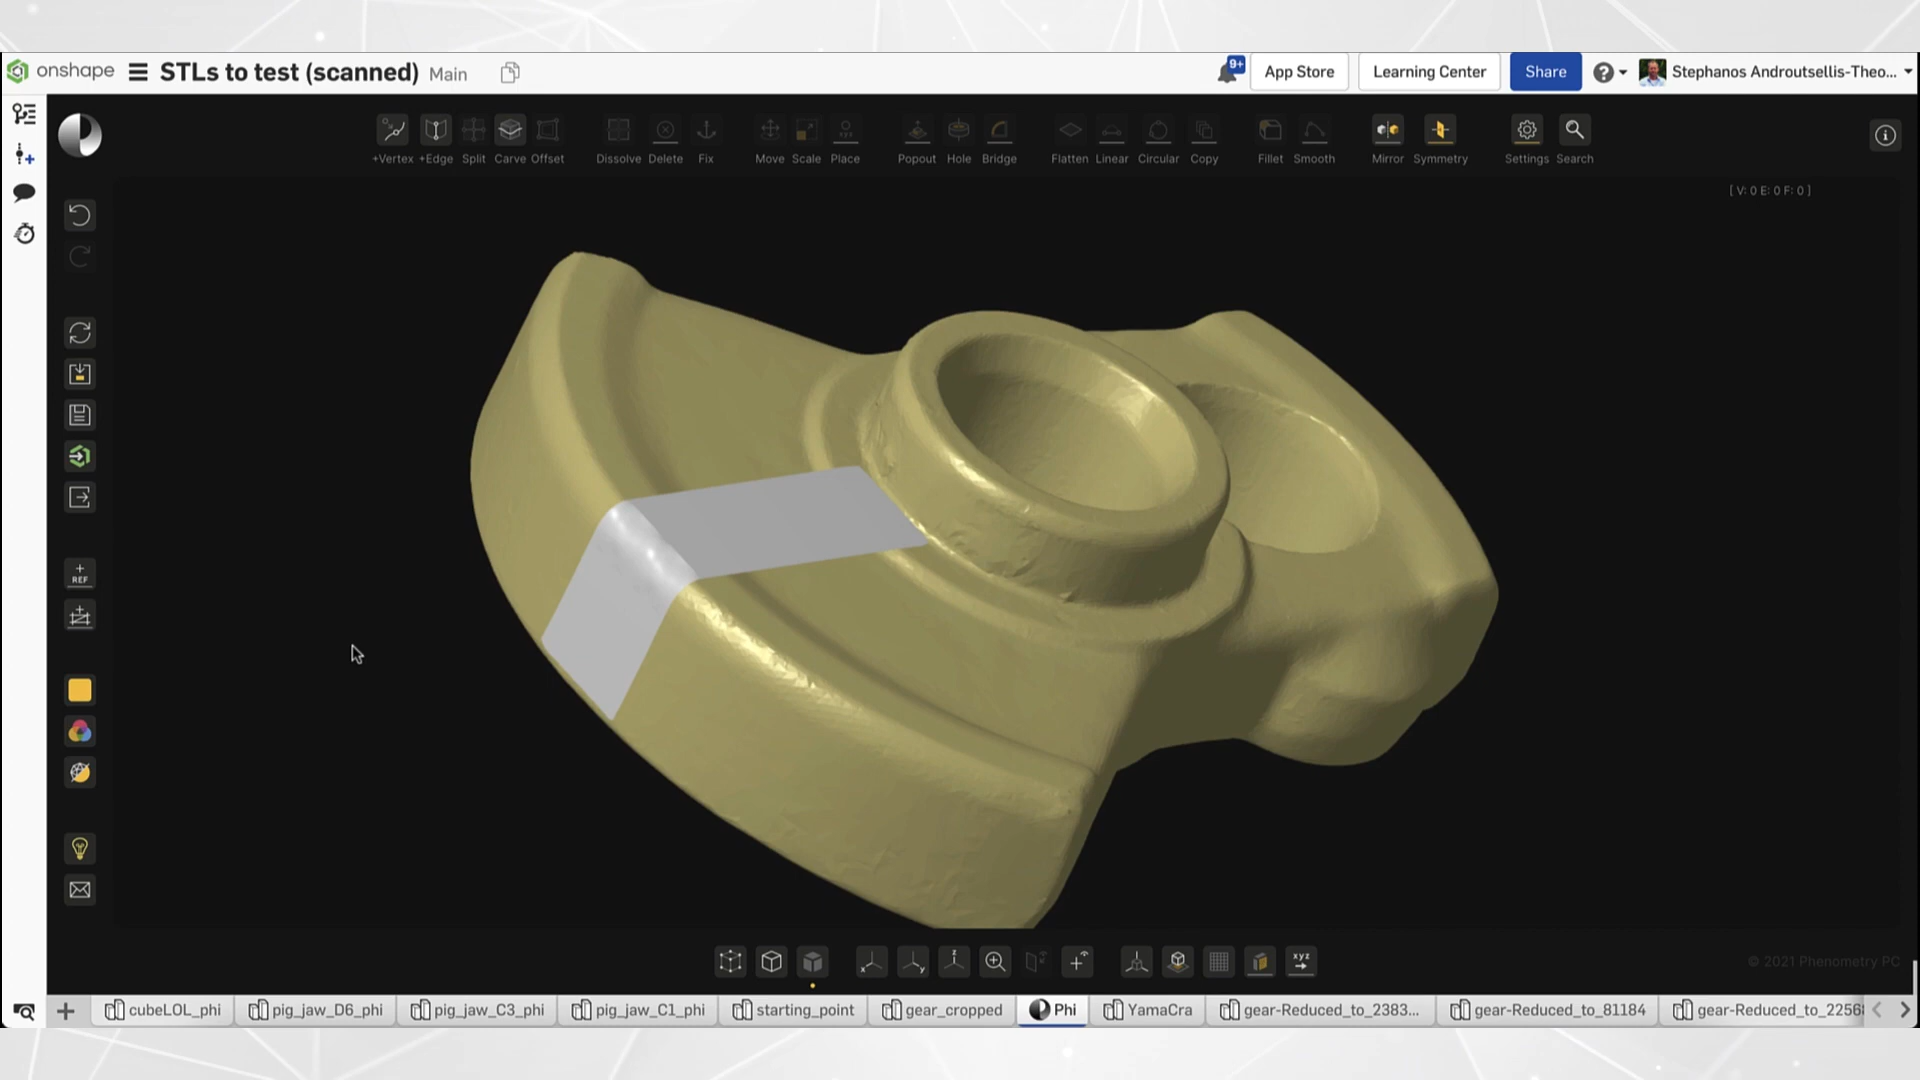 onshape STLs to test (scanned) Main 9+ App Store Learning Center Share Stephanos Androutsellis-Theo...
+Vertex +Edge Split Carve Offset Dissolve Delete Fix Move Scale Place Popout Hole Bridge Flatten Linear Circular Copy Fillet Smooth Mirror Symmetry Settings Search
[ V: 0 E: 0 F: 0 ]
+ REF
x y z xyz
© 2021 Phenometry PC
cubeLOL_phi pig_jaw_D6_phi pig_jaw_C3_phi pig_jaw_C1_phi starting_point gear_cropped Phi YamaCra gear-Reduced_to_2383... gear-Reduced_to_81184 gear-Reduced_to_2256